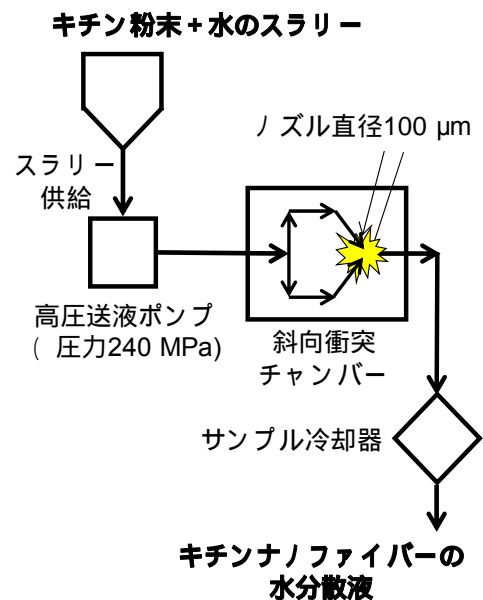 キチン粉末+水のスラリー
ノズル直径100 µm
スラリー
供給
高圧送液ポンプ
(圧力240 MPa)
斜向衝突
チャンバー
サンプル冷却器
キチンナノファイバーの
水分散液